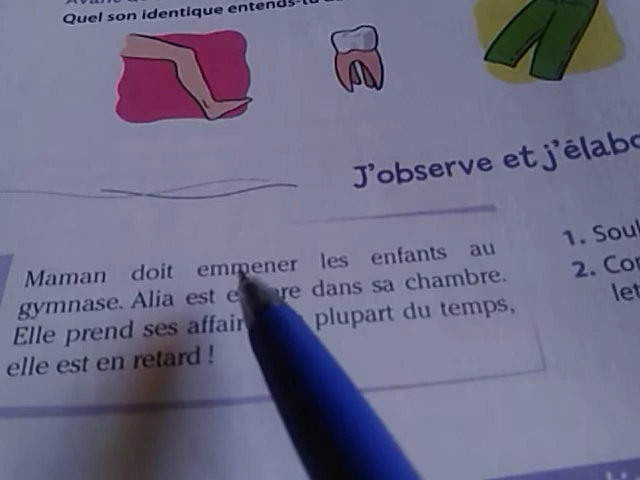 Quel son identique entends-tu
J'observe et j'élabo
Maman doit emmener les enfants au
gymnase. Alia est dans sa chambre.
Elle prend ses plupart du temps,
elle est en retard !
1. Soul
2. Cor
let